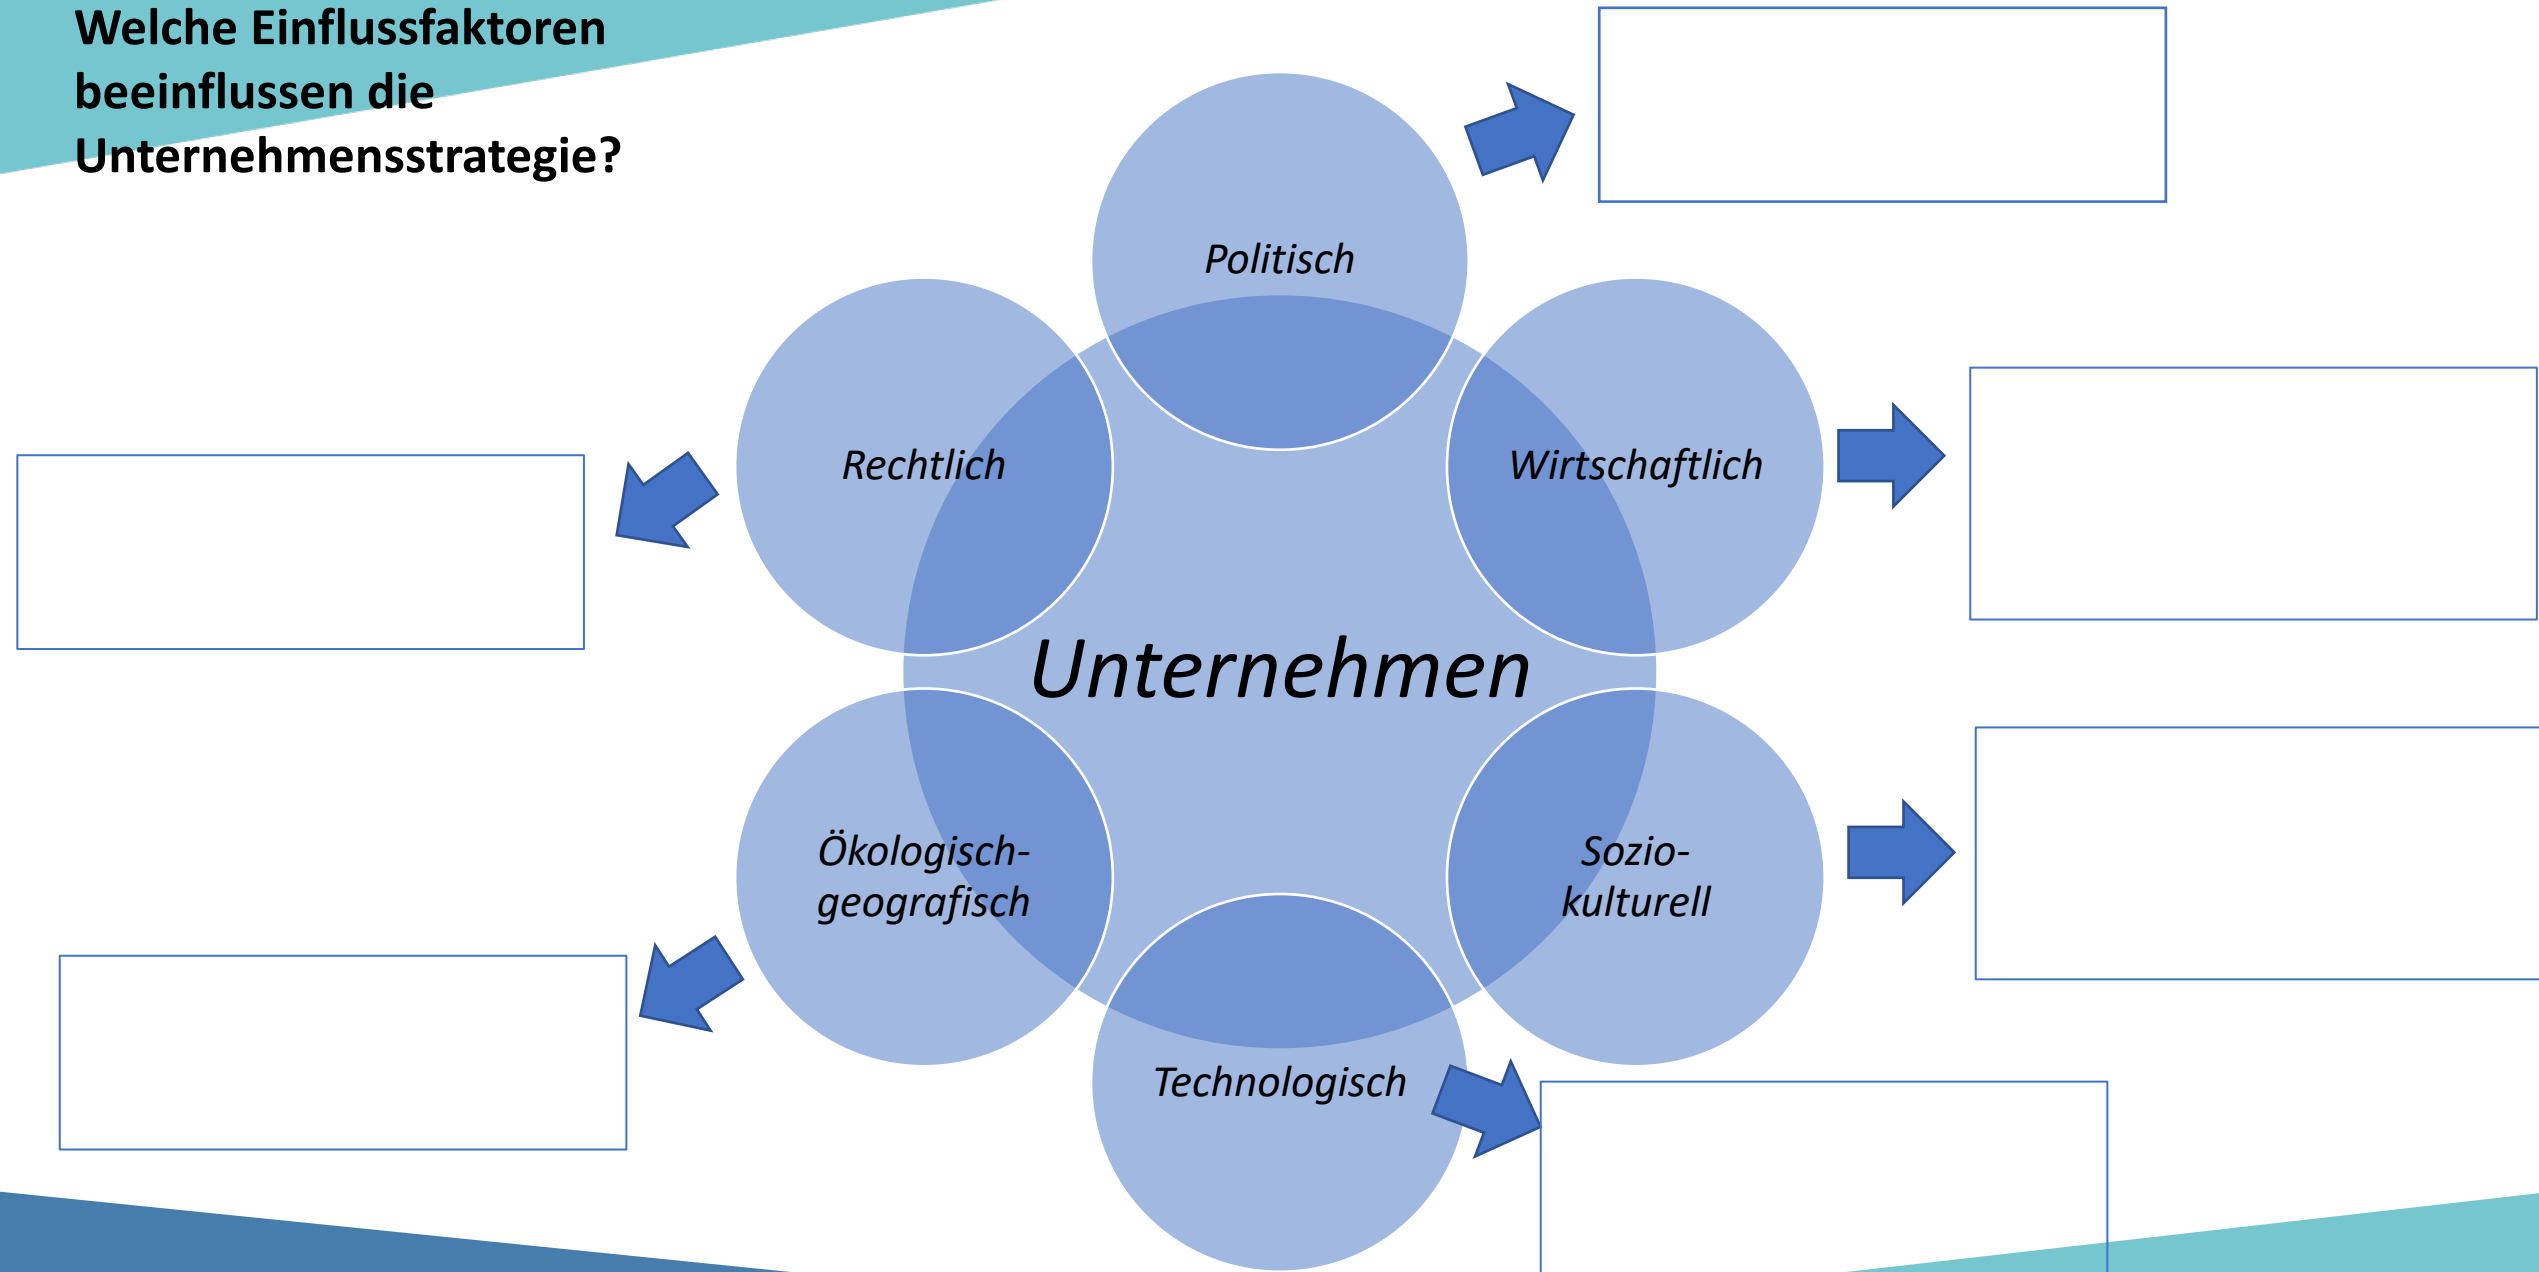 Welche Einflussfaktoren
beeinflussen die
Unternehmensstrategie?
Politisch
Rechtlich
Wirtschaftlich
Unternehmen
Ökologisch-
geografisch
Sozio-
kulturell
Technologisch